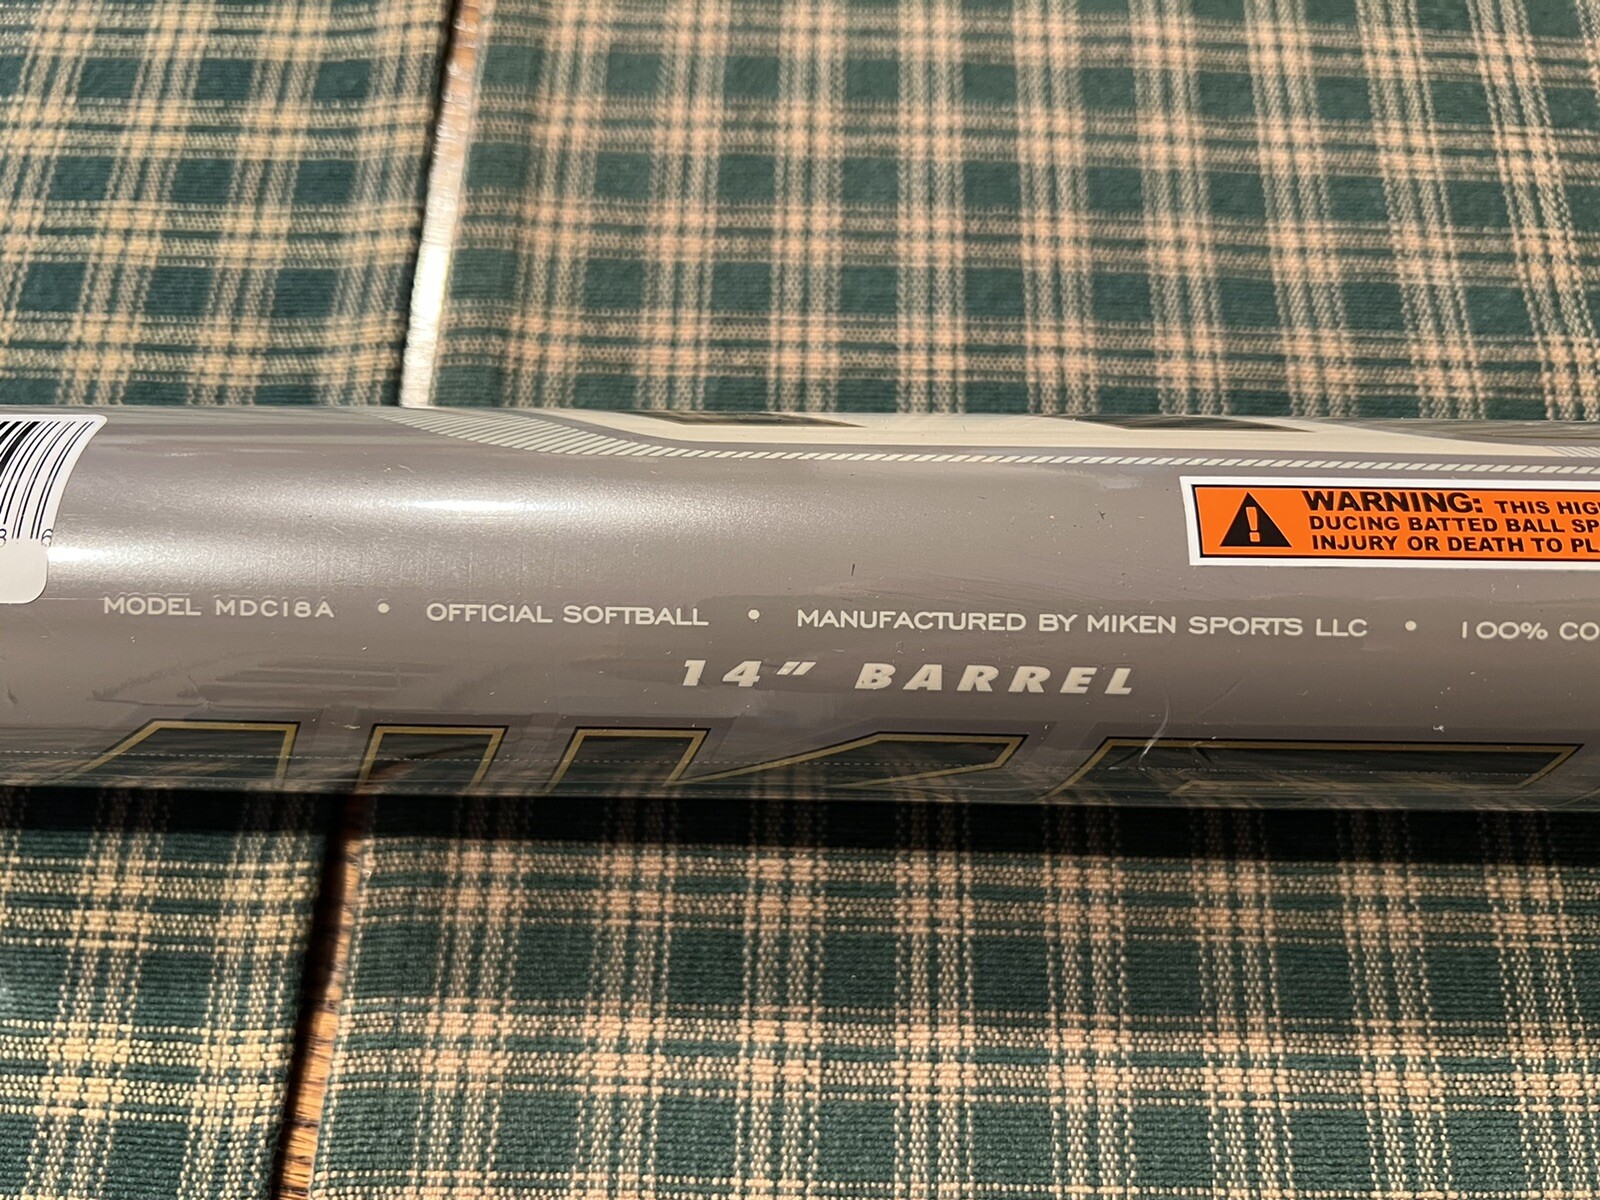 WARNING: THIS HIG
DUCING BATTED BALL SP
INJURY OR DEATH TO PL
MODEL MDC18A • OFFICIAL SOFTBALL • MANUFACTURED BY MIKEN SPORTS LLC • 100% CO
14" BARREL